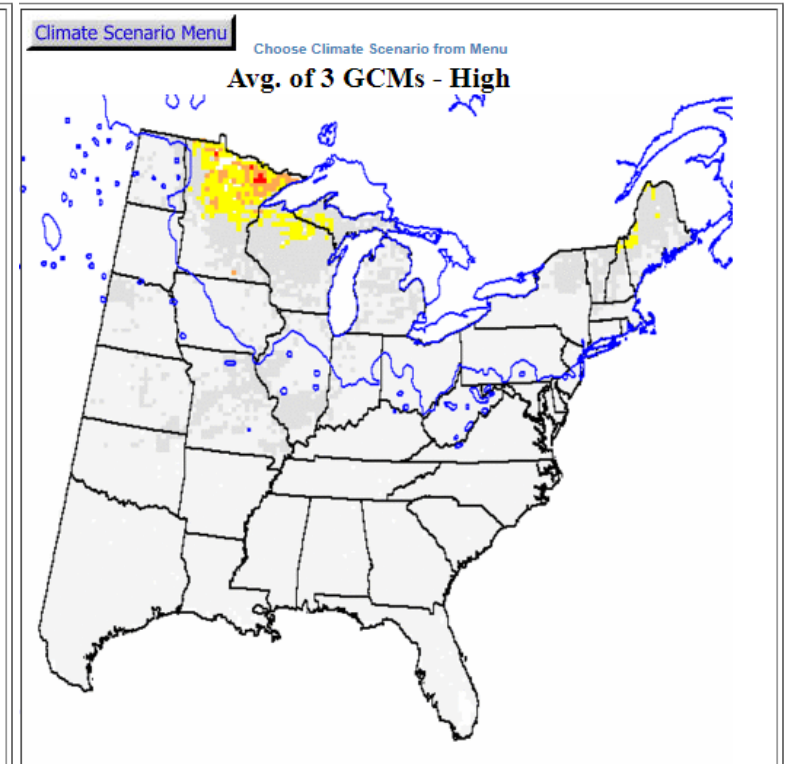 Climate Scenario Menu
Choose Climate Scenario from Menu
Avg. of 3 GCMs - High